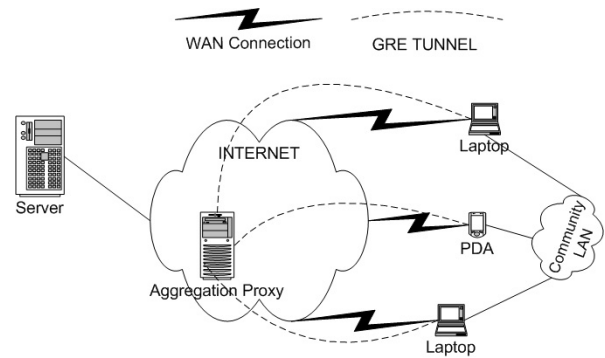 WAN Connection
GRE TUNNEL
INTERNET
Laptop
Server
Community
LAN
PDA
Aggregation Proxy
Laptop